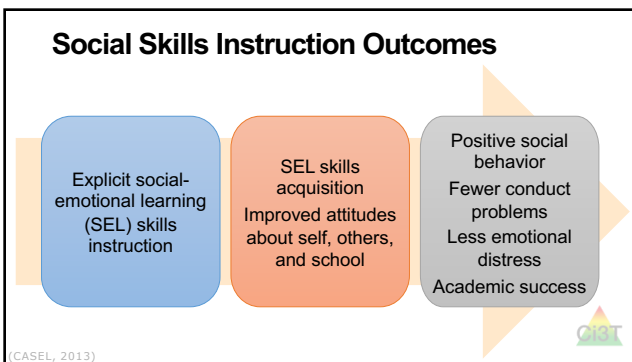 Social Skills Instruction Outcomes
Explicit social-
emotional learning
(SEL) skills
instruction
SEL skills
acquisition
Improved attitudes
about self, others,
and school
Positive social
behavior
Fewer conduct
problems
Less emotional
distress
Academic success
Ci3T
(CASEL, 2013)